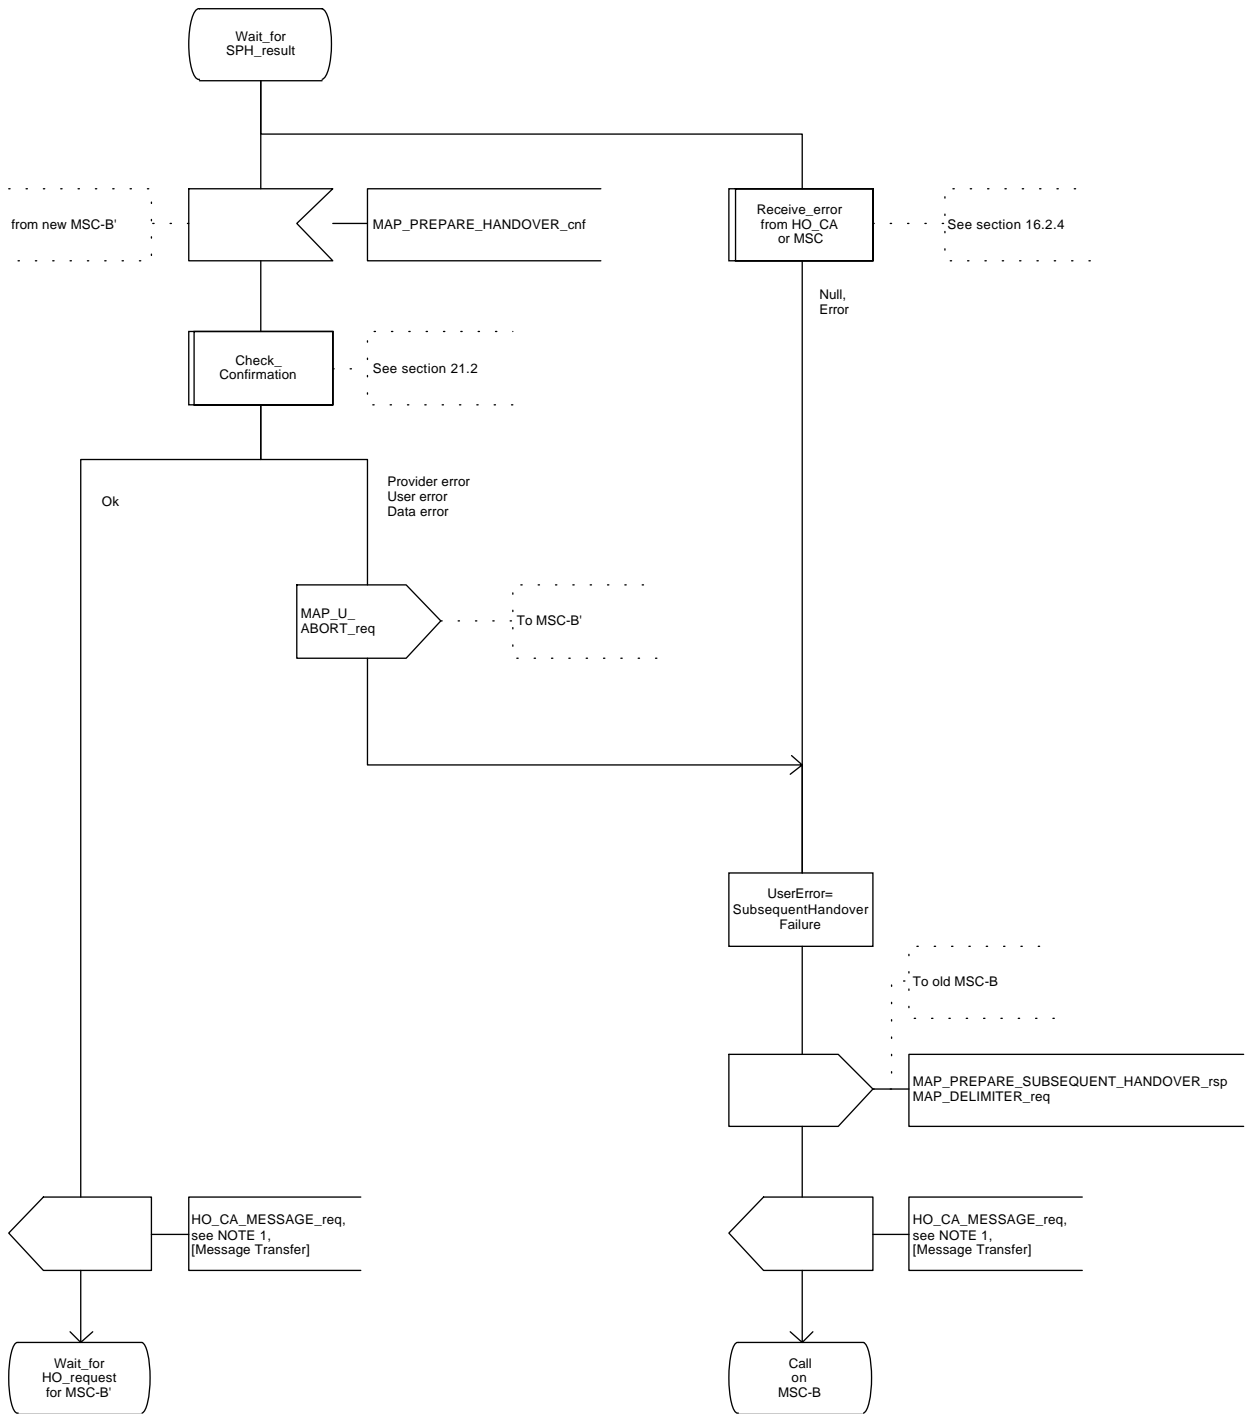 Wait_for
SPH_result
from new MSC-B'
MAP_PREPARE_HANDOVER_cnf
Receive_error
from HO_CA
or MSC
See section 16.2.4
Null,
Error
Check_
Confirmation
See section 21.2
Ok
Provider error
User error
Data error
MAP_U_
ABORT_req
To MSC-B'
UserError=
SubsequentHandover
Failure
To old MSC-B
MAP_PREPARE_SUBSEQUENT_HANDOVER_rsp
MAP_DELIMITER_req
HO_CA_MESSAGE_req,
see NOTE 1,
[Message Transfer]
HO_CA_MESSAGE_req,
see NOTE 1,
[Message Transfer]
Wait_for
HO_request
for MSC-B'
Call
on
MSC-B